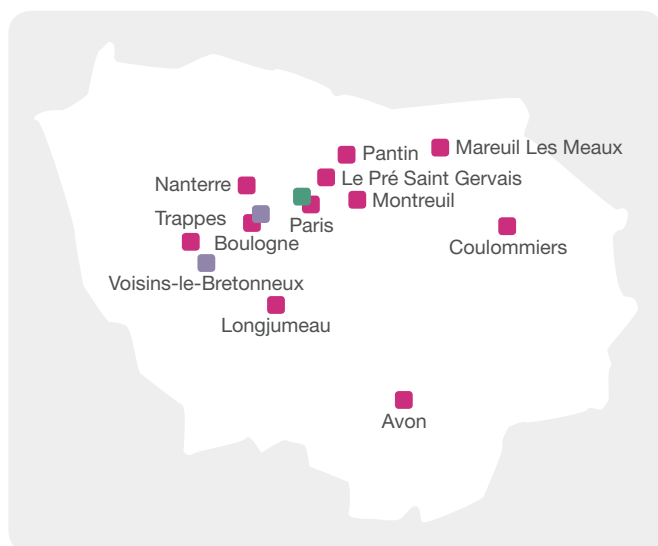 Pantin
Mareuil Les Meaux
Le Pré Saint Gervais
Nanterre
Montreuil
Trappes
Paris
Boulogne
Coulommiers
Voisins-le-Bretonneux
Longjumeau
Avon